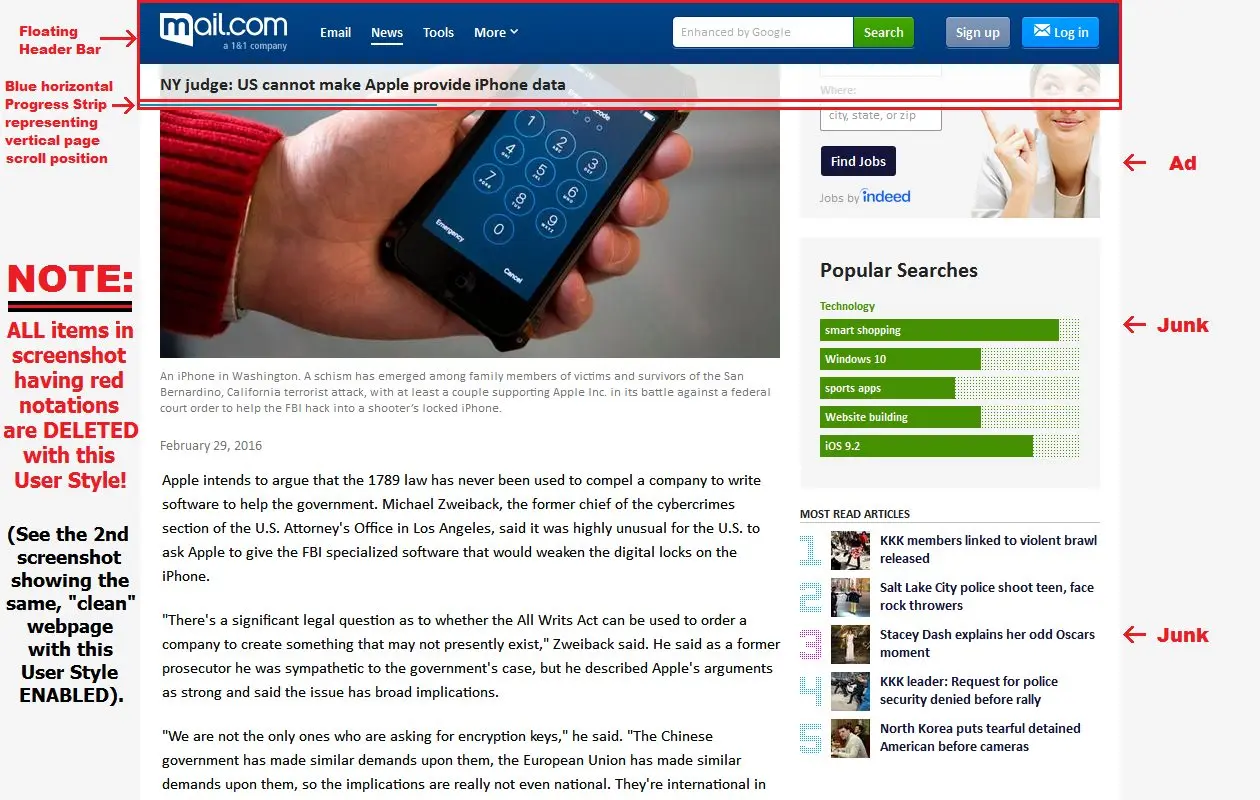 Floating
Header Bar
Blue horizontal
Progress Strip
representing
vertical page
scroll position
NOTE:
ALL items in
screenshot
having red
notations
are DELETED
with this
User Style!
(See the 2nd
screenshot
showing the
same, "clean"
webpage
with this
User Style
ENABLED).
mail.com
a 1&1 company
Email News Tools More
Enhanced by Google Search
Sign up Log in
NY judge: US cannot make Apple provide iPhone data
1 2 3
4 5 6
7 8 9
0
Emergency
Cancel
An iPhone in Washington. A schism has emerged among family members of victims and survivors of the San
Bernardino, California terrorist attack, with at least a couple supporting Apple Inc. in its battle against a federal
court order to help the FBI hack into a shooter’s locked iPhone.
February 29, 2016
Apple intends to argue that the 1789 law has never been used to compel a company to write
software to help the government. Michael Zweiback, the former chief of the cybercrimes
section of the U.S. Attorney's Office in Los Angeles, said it was highly unusual for the U.S. to
ask Apple to give the FBI specialized software that would weaken the digital locks on the
iPhone.
"There's a significant legal question as to whether the All Writs Act can be used to order a
company to create something that may not presently exist," Zweiback said. He said as a former
prosecutor he was sympathetic to the government's case, but he described Apple's arguments
as strong and said the issue has broad implications.
"We are not the only ones who are asking for encryption keys," he said. "The Chinese
government has made similar demands upon them, the European Union has made similar
demands upon them, so the implications are really not even national. They're international in
Where:
city, state, or zip
Find Jobs
Jobs by indeed
Popular Searches
Technology
smart shopping
Windows 10
sports apps
Website building
iOS 9.2
MOST READ ARTICLES
1 KKK members linked to violent brawl
released
2 Salt Lake City police shoot teen, face
rock throwers
3 Stacey Dash explains her odd Oscars
moment
4 KKK leader: Request for police
security denied before rally
5 North Korea puts tearful detained
American before cameras
Ad
Junk
Junk